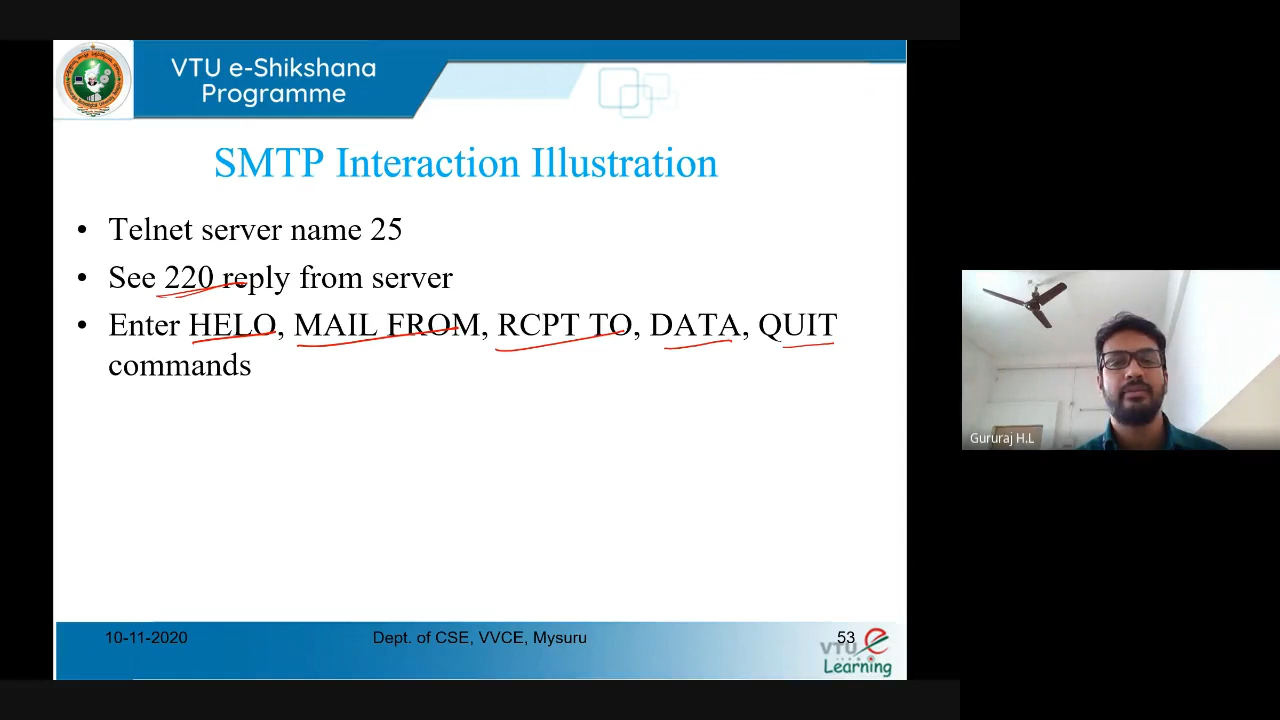 VTU e-Shikshana
Programme
SMTP Interaction Illustration
• Telnet server name 25
• See 220 reply from server
• Enter HELO, MAIL FROM, RCPT TO, DATA, QUIT
commands
Gururaj H.L
10-11-2020
Dept. of CSE, VVCE, Mysuru
53
VTU e
Learning